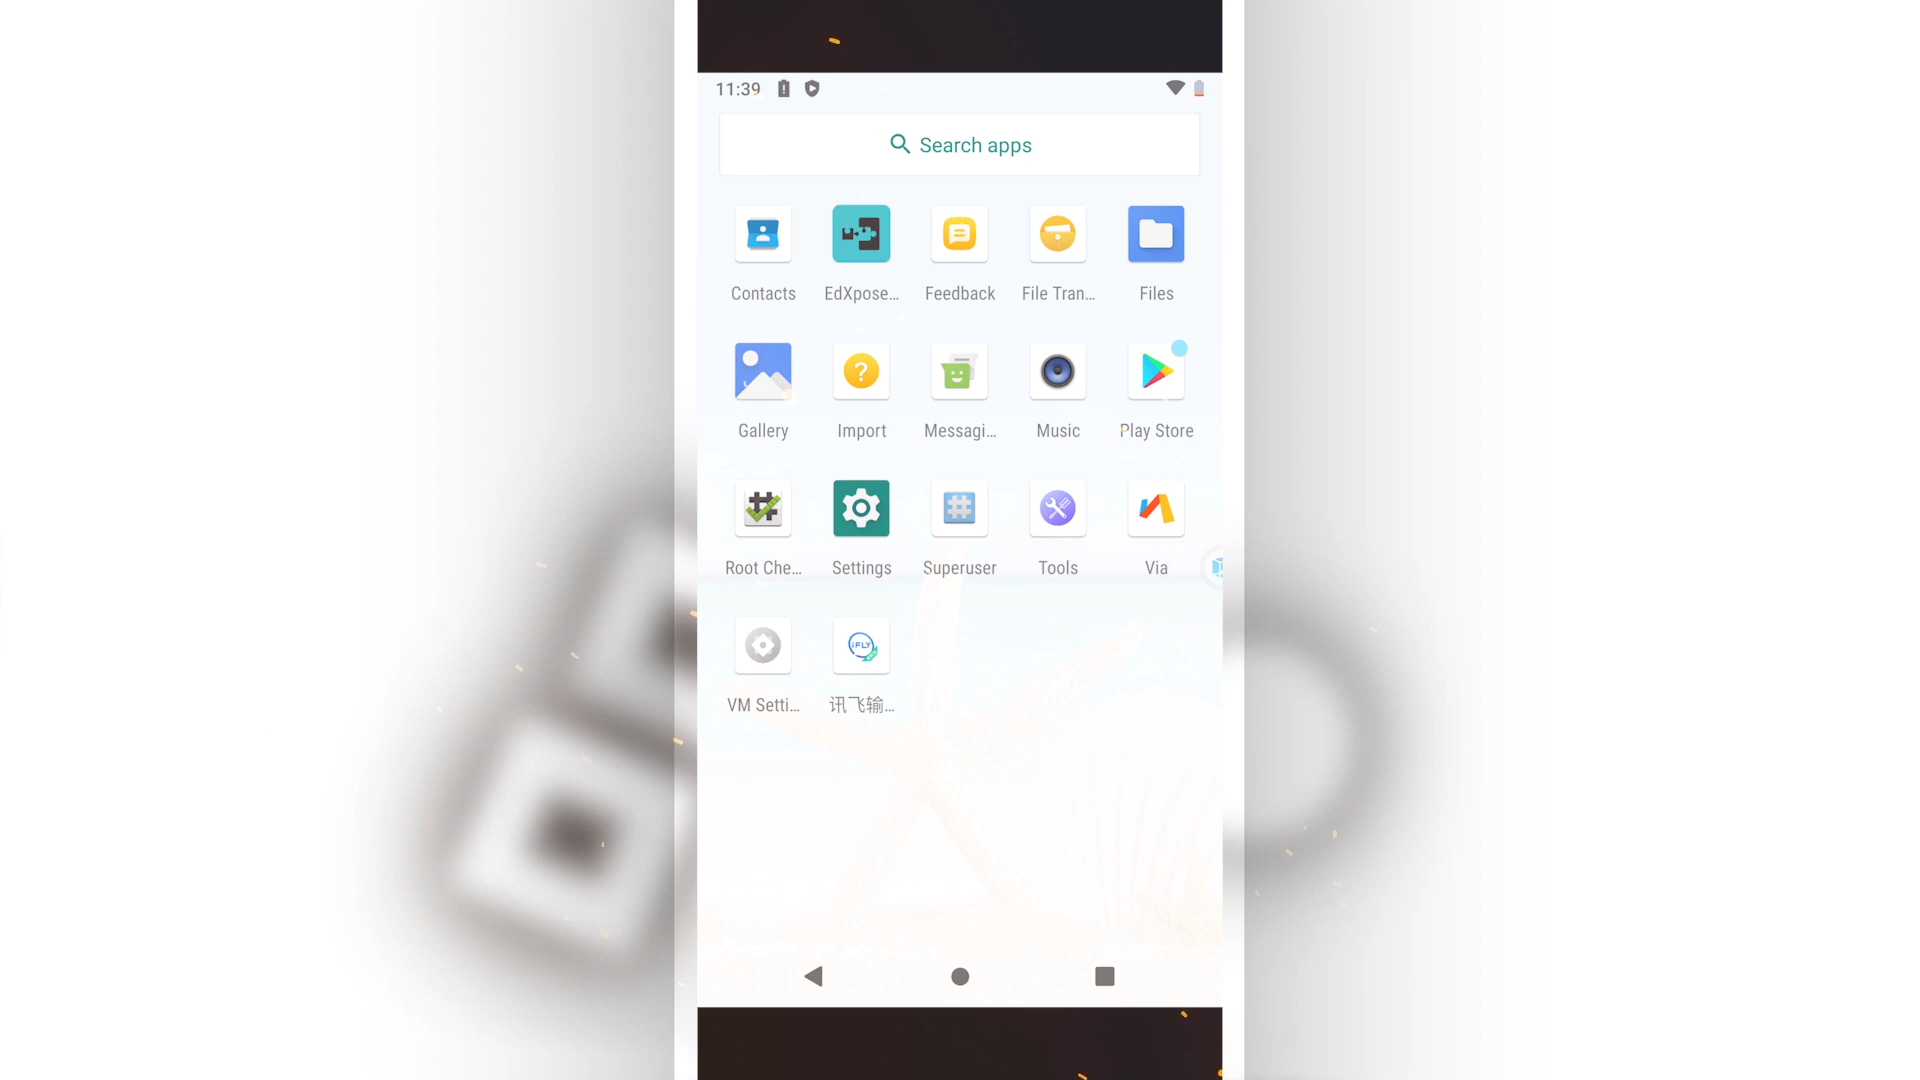 11:39
Search apps
Contacts
EdXpose...
Feedback
File Tran...
Files
Gallery
Import
Messagi...
Music
Play Store
Root Che...
Settings
Superuser
Tools
Via
VM Setti...
iFLY
讯飞输...